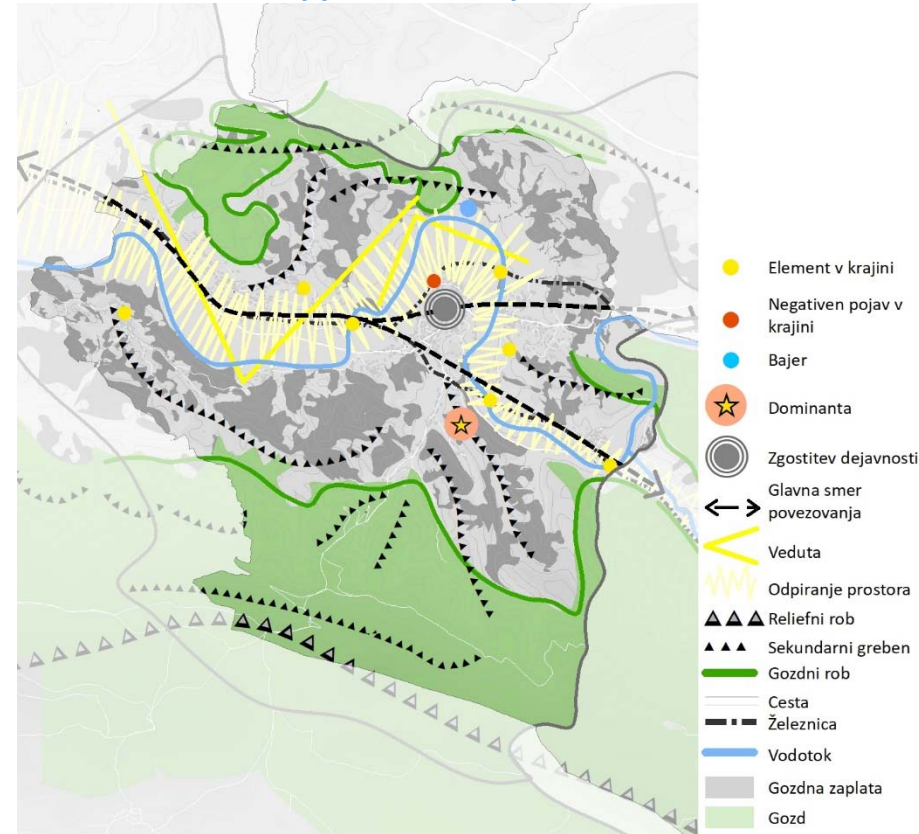 Element v krajini
Negativen pojav v
krajini
Bajer
Dominanta
Zgostitev dejavnosti
Glavna smer
povezovanja
Veduta
Odpiranje prostora
Reliefni rob
Sekundarni greben
Gozdni rob
Cesta
Železnica
Vodotok
Gozdna zaplata
Gozd